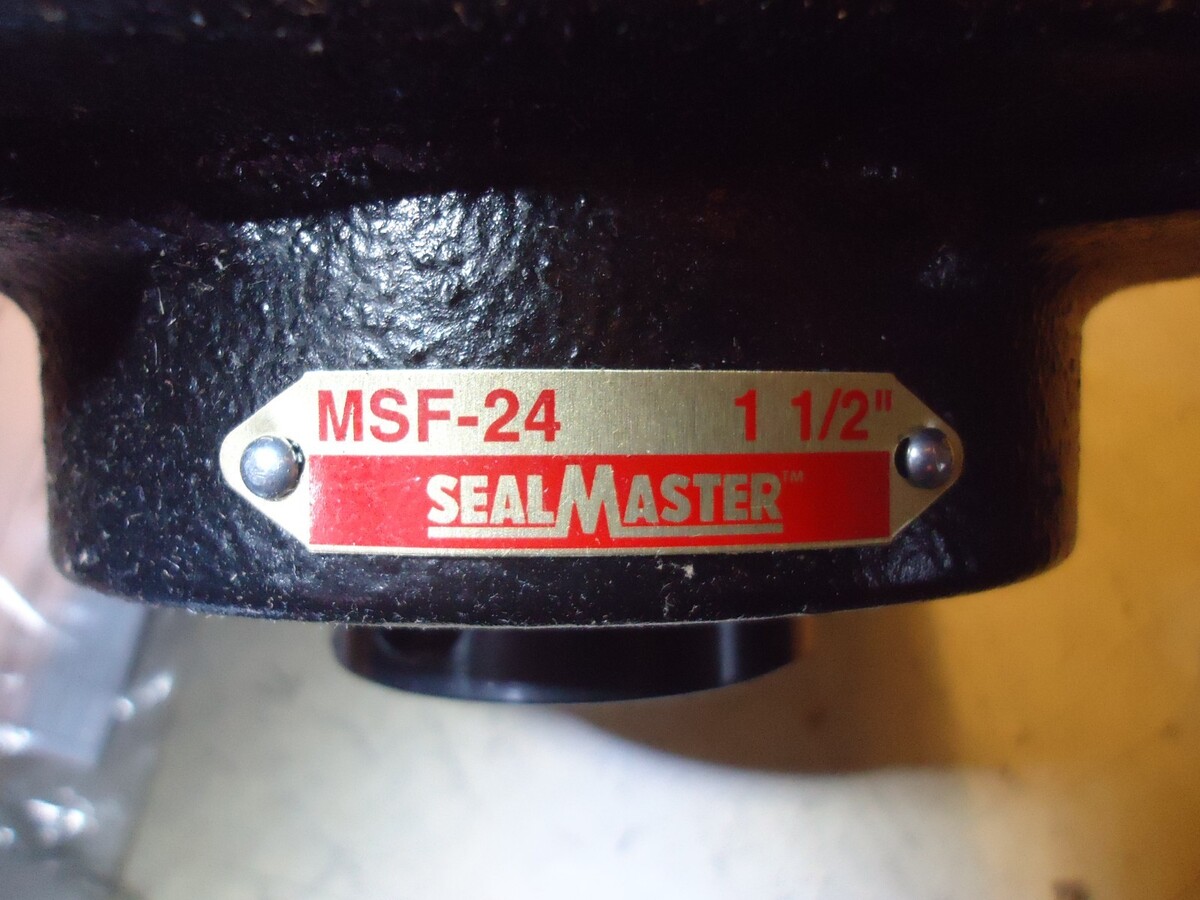 MSF-24 1 1/2"
SEALMASTER™